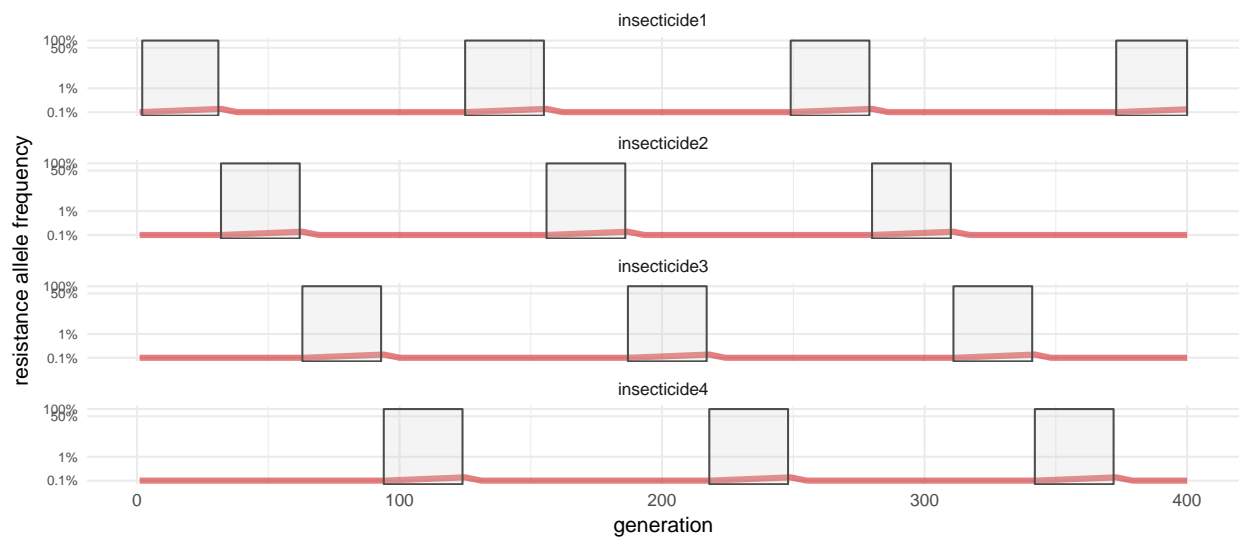 insecticide1
100%
50%
1%
0.1%
insecticide2
100%
50%
1%
0.1%
insecticide3
100%
50%
1%
0.1%
insecticide4
100%
50%
1%
0.1%
0 100 200 300 400
generation
resistance allele frequency